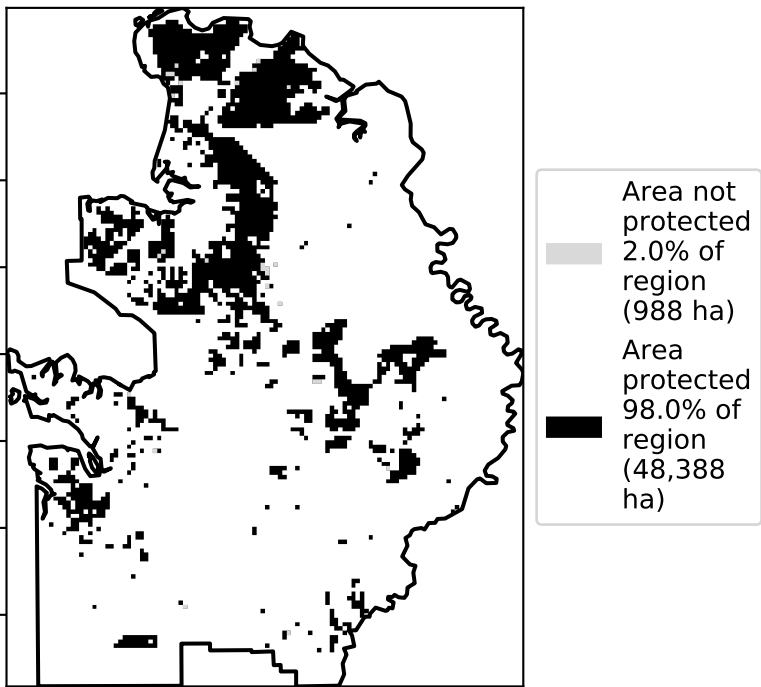 Area not
protected
2.0% of
region
(988 ha)
Area
protected
98.0% of
region
(48,388
ha)